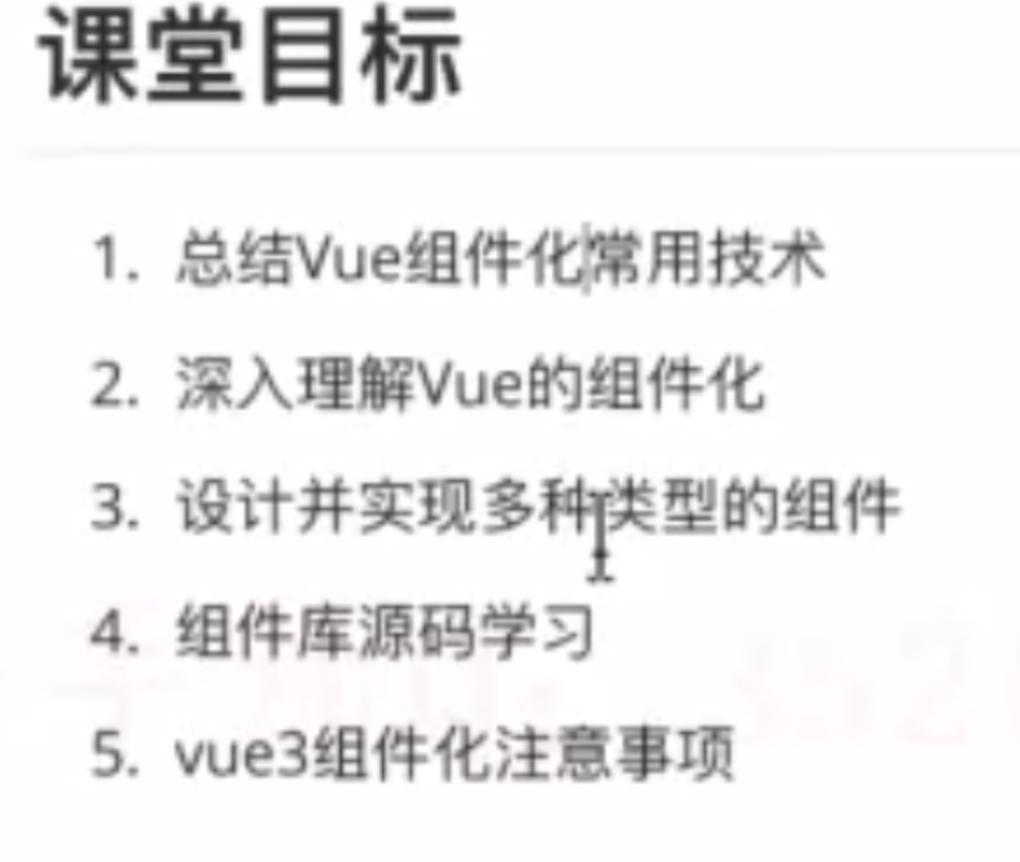 课堂目标
1. 总结Vue组件化常用技术
2. 深入理解Vue的组件化
3. 设计并实现多种类型的组件
4. 组件库源码学习
5. vue3组件化注意事项